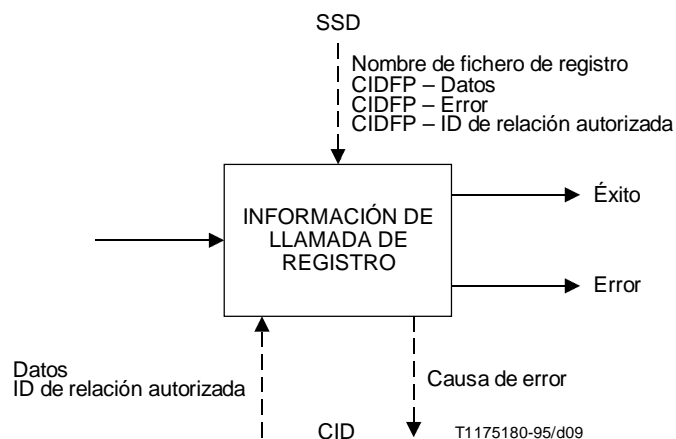 SSD
Nombre de fichero de registro
CIDFP – Datos
CIDFP – Error
CIDFP – ID de relación autorizada
INFORMACIÓN DE
LLAMADA DE
REGISTRO
Éxito
Error
Datos
ID de relación autorizada
Causa de error
CID
T1175180-95/d09